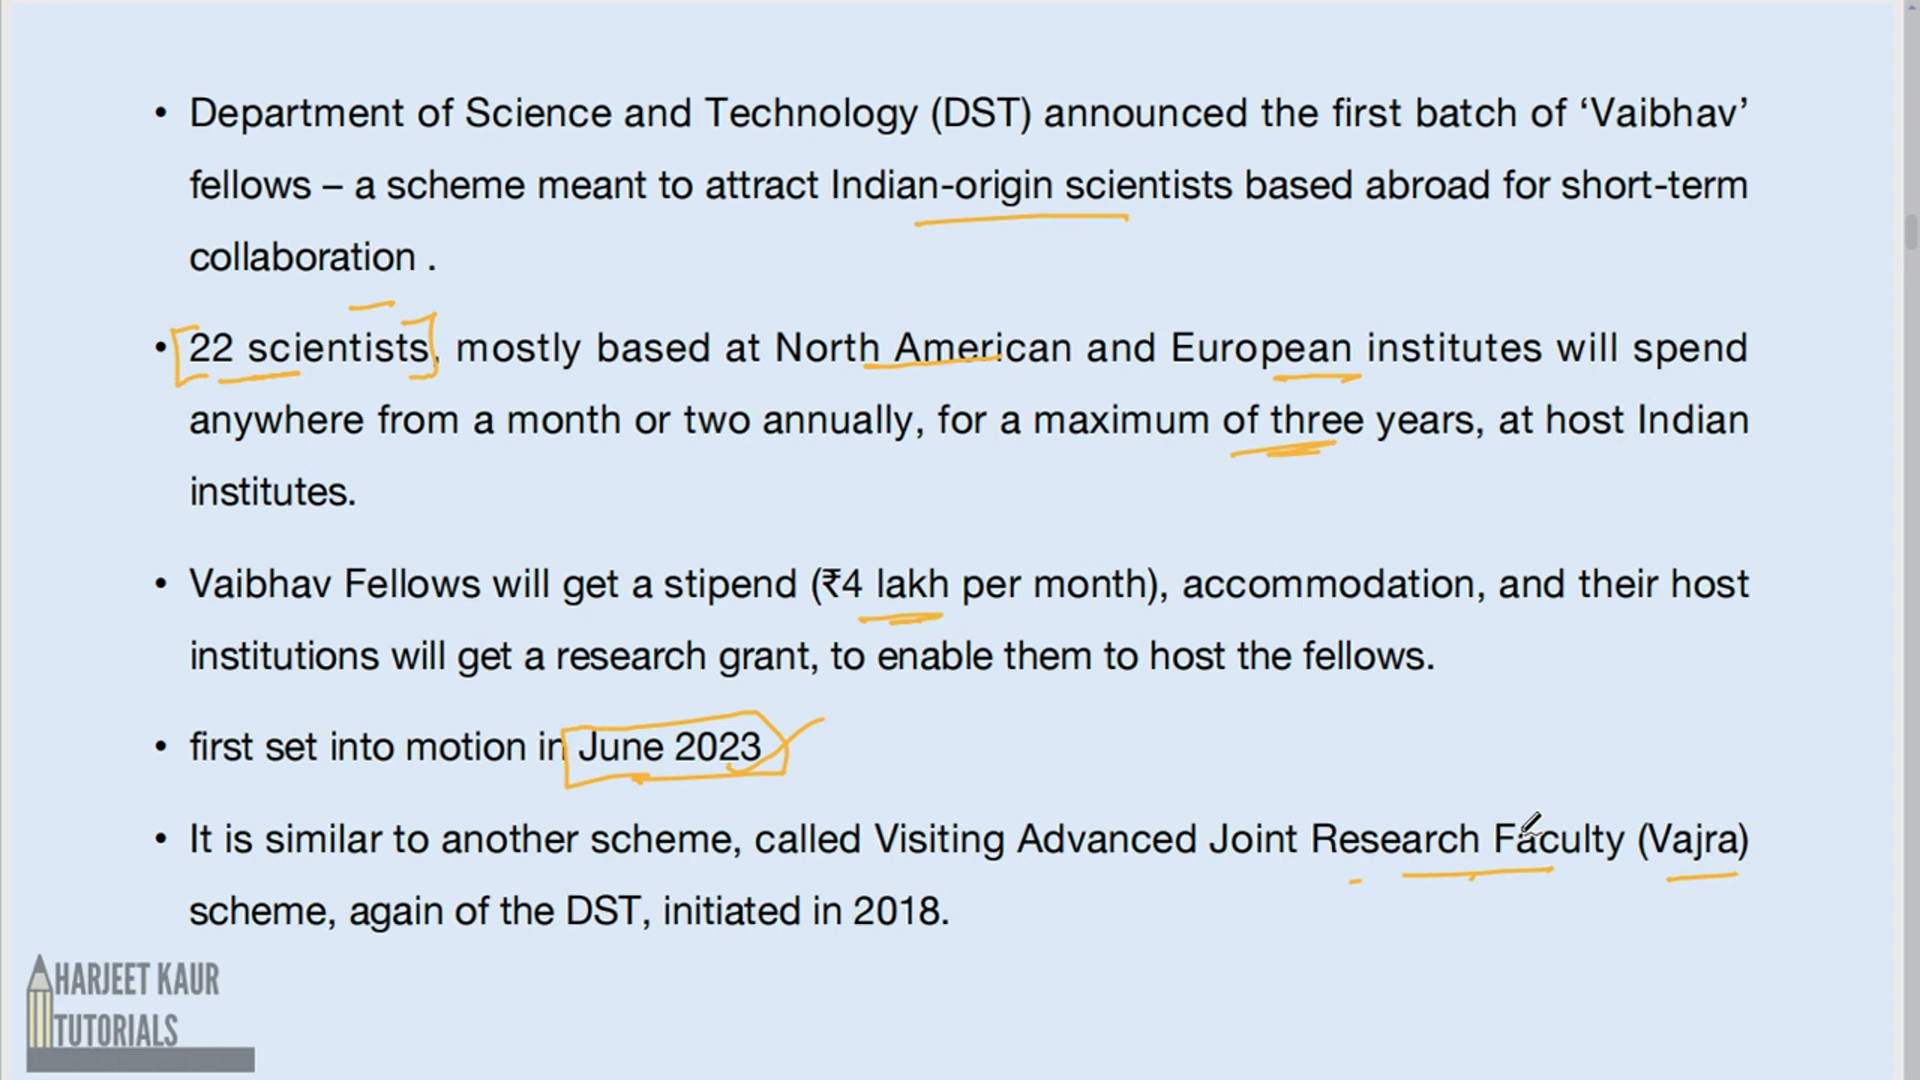 • Department of Science and Technology (DST) announced the first batch of ‘Vaibhav’
fellows – a scheme meant to attract Indian-origin scientists based abroad for short-term
collaboration .
• 22 scientists, mostly based at North American and European institutes will spend
anywhere from a month or two annually, for a maximum of three years, at host Indian
institutes.
• Vaibhav Fellows will get a stipend (₹4 lakh per month), accommodation, and their host
institutions will get a research grant, to enable them to host the fellows.
• first set into motion in June 2023
• It is similar to another scheme, called Visiting Advanced Joint Research Faculty (Vajra)
scheme, again of the DST, initiated in 2018.
HARJEET KAUR
TUTORIALS